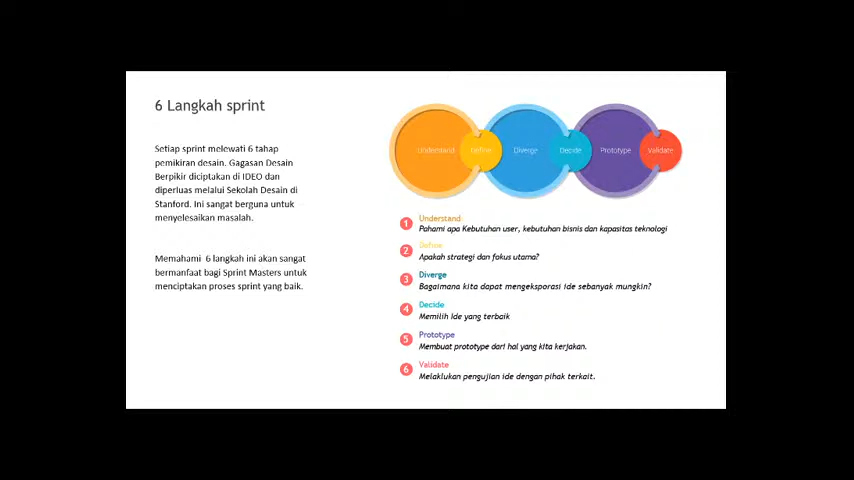 6 Langkah sprint
Setiap sprint melewati 6 tahap
pemikiran desain. Gagasan Desain
Berpikir diciptakan di IDEO dan
diperluas melalui Sekolah Desain di
Stanford. Ini sangat berguna untuk
menyelesaikan masalah.
Memahami 6 langkah ini akan sangat
bermanfaat bagi Sprint Masters untuk
menciptakan proses sprint yang baik.
Understand
Define
Diverge
Decide
Prototype
Validate
1 Understand
Pahami apa Kebutuhan user, kebutuhan bisnis dan kapasitas teknologi
2 Define
Apakah strategi dan fokus utama?
3 Diverge
Bagaimana kita dapat mengeksporasi ide sebanyak mungkin?
4 Decide
Memilih Ide yang terbaik
5 Prototype
Membuat prototype dari hal yang kita kerjakan.
6 Validate
Melaklukan pengujian ide dengan pihak terkait.